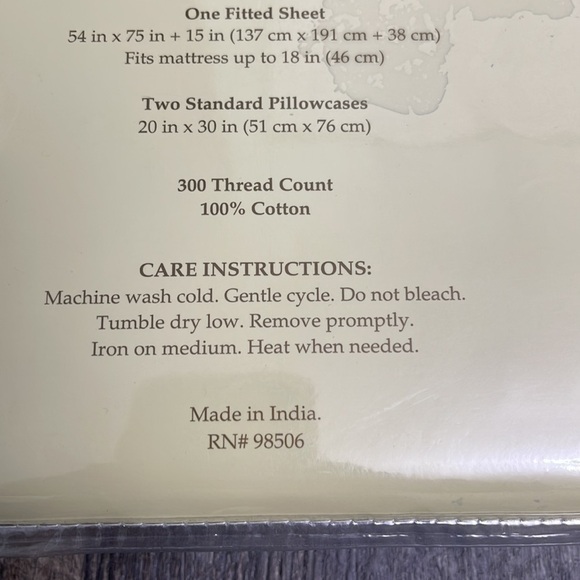 One Fitted Sheet
54 in x 75 in + 15 in (137 cm x 191 cm + 38 cm)
Fits mattress up to 18 in (46 cm)
Two Standard Pillowcases
20 in x 30 in (51 cm x 76 cm)
300 Thread Count
100% Cotton
CARE INSTRUCTIONS:
Machine wash cold. Gentle cycle. Do not bleach.
Tumble dry low. Remove promptly.
Iron on medium. Heat when needed.
Made in India.
RN# 98506